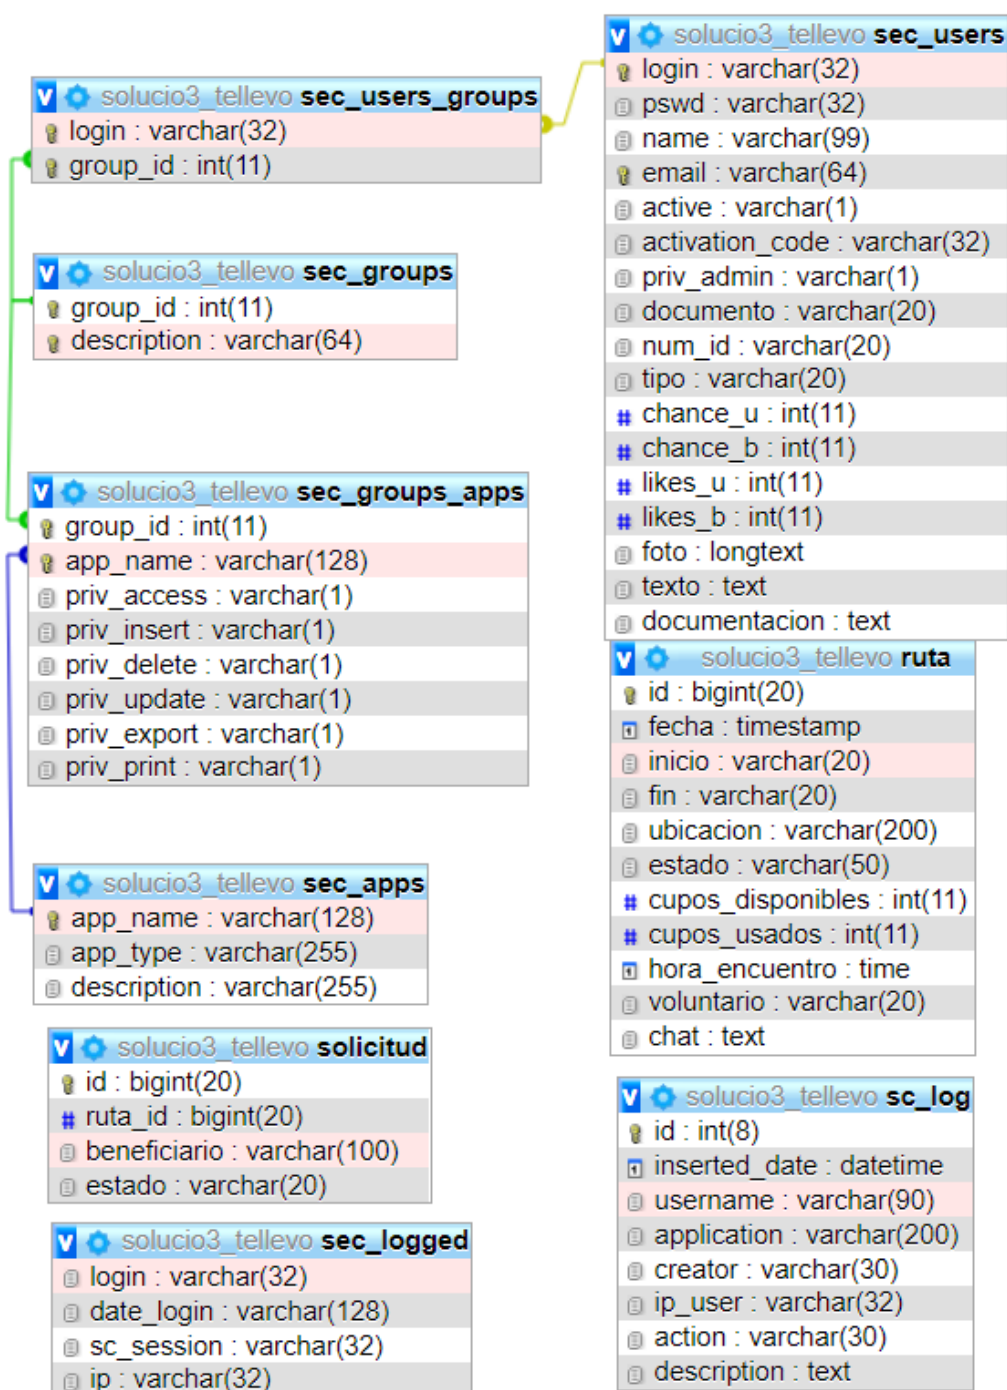 solucio3_tellevo sec_users_groups
login : varchar(32)
group_id : int(11)
solucio3_tellevo sec_groups
group_id : int(11)
description : varchar(64)
solucio3_tellevo sec_groups_apps
group_id : int(11)
app_name : varchar(128)
priv_access : varchar(1)
priv_insert : varchar(1)
priv_delete : varchar(1)
priv_update : varchar(1)
priv_export : varchar(1)
priv_print : varchar(1)
solucio3_tellevo sec_apps
app_name : varchar(128)
app_type : varchar(255)
description : varchar(255)
solucio3_tellevo solicitud
id : bigint(20)
ruta_id : bigint(20)
beneficiario : varchar(100)
estado : varchar(20)
solucio3_tellevo sec_logged
login : varchar(32)
date_login : varchar(128)
sc_session : varchar(32)
ip : varchar(32)
solucio3_tellevo sec_users
login : varchar(32)
pswd : varchar(32)
name : varchar(99)
email : varchar(64)
active : varchar(1)
activation_code : varchar(32)
priv_admin : varchar(1)
documento : varchar(20)
num_id : varchar(20)
tipo : varchar(20)
chance_u : int(11)
chance_b : int(11)
likes_u : int(11)
likes_b : int(11)
foto : longtext
texto : text
documentacion : text
solucio3_tellevo ruta
id : bigint(20)
fecha : timestamp
inicio : varchar(20)
fin : varchar(20)
ubicacion : varchar(200)
estado : varchar(50)
cupos_disponibles : int(11)
cupos_usados : int(11)
hora_encuentro : time
voluntario : varchar(20)
chat : text
solucio3_tellevo sc_log
id : int(8)
inserted_date : datetime
username : varchar(90)
application : varchar(200)
creator : varchar(30)
ip_user : varchar(32)
action : varchar(30)
description : text